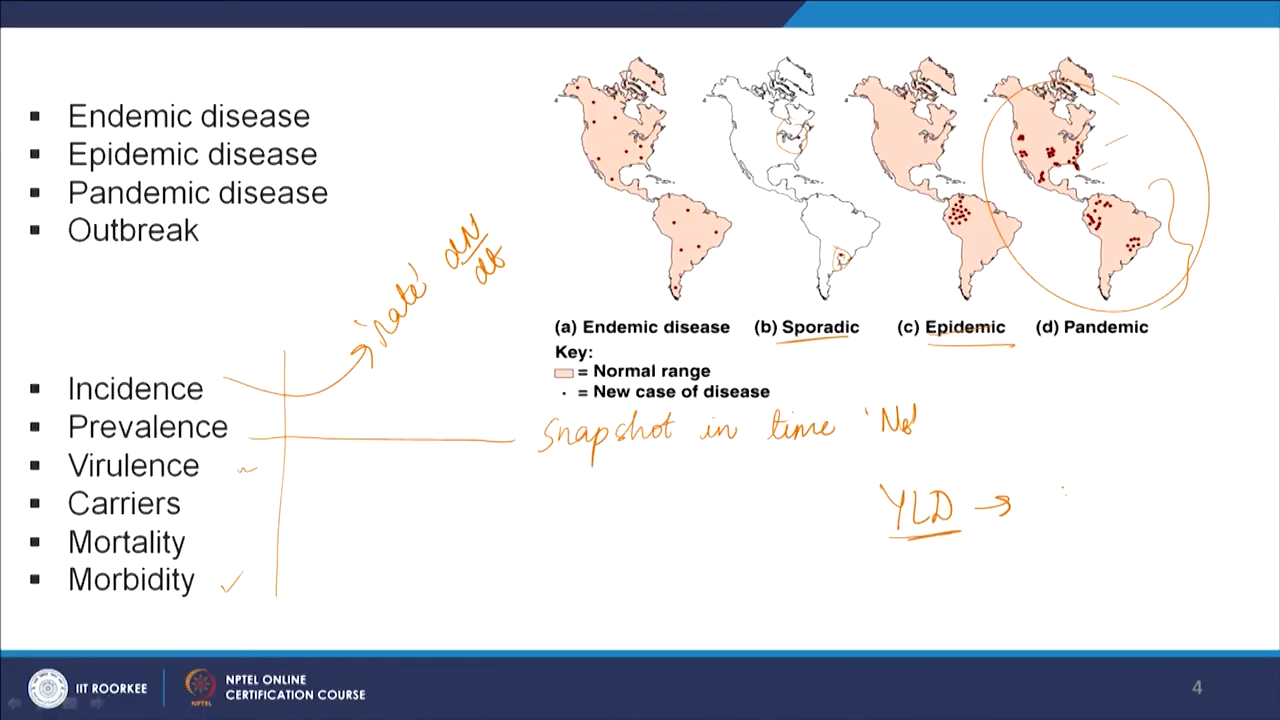 ▪ Endemic disease
▪ Epidemic disease
▪ Pandemic disease
▪ Outbreak
'rate' dN/dt
▪ Incidence
▪ Prevalence
▪ Virulence
▪ Carriers
▪ Mortality
▪ Morbidity
(a) Endemic disease (b) Sporadic (c) Epidemic (d) Pandemic
Key:
= Normal range
= New case of disease
Snapshot in time
YLD →
IIT ROORKEE
NPTEL
NPTEL ONLINE
CERTIFICATION COURSE
4